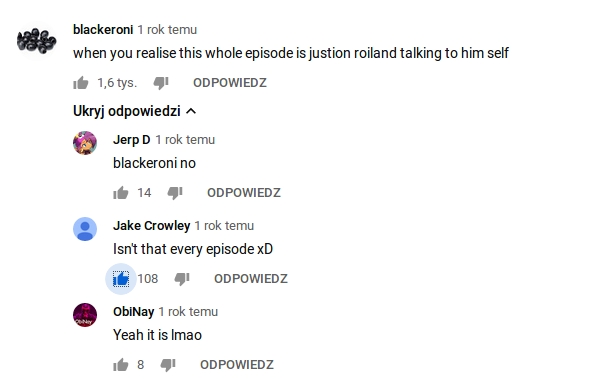 blackeroni 1 rok temu
when you realise this whole episode is justion roiland talking to him self
1,6 tys. ODPOWIEDZ
Ukryj odpowiedzi
Jerp D 1 rok temu
blackeroni no
14 ODPOWIEDZ
Jake Crowley 1 rok temu
Isn't that every episode xD
108 ODPOWIEDZ
ObiNay 1 rok temu
ObiNay
Yeah it is lmao
8 ODPOWIEDZ